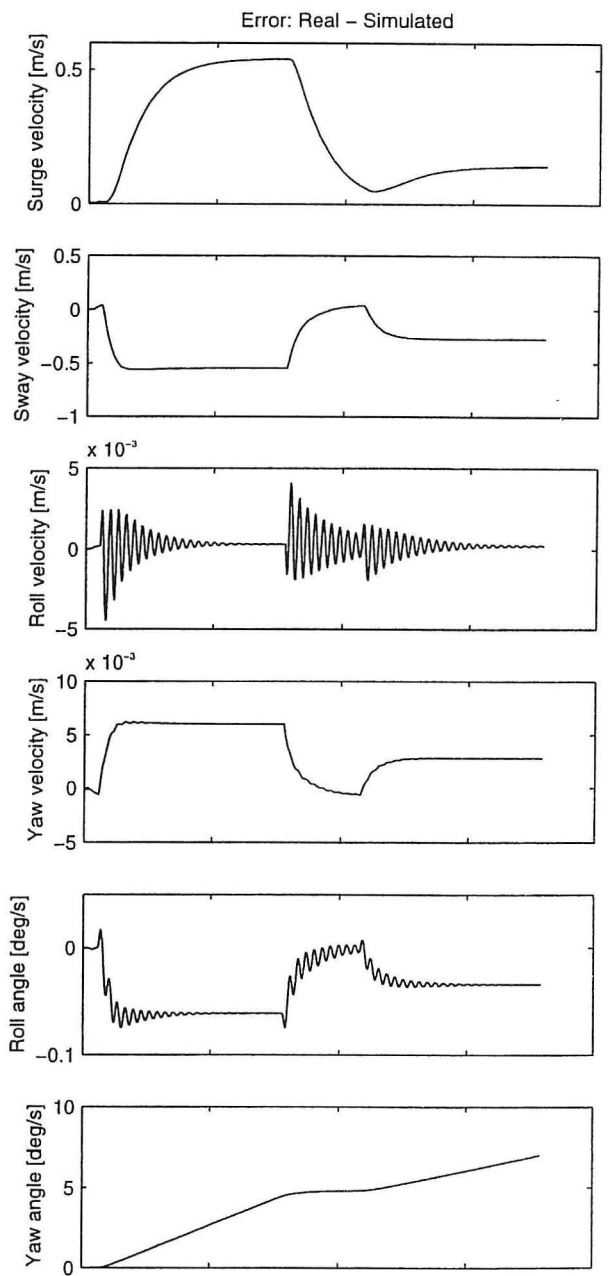 Error: Real – Simulated
Surge velocity [m/s]
0.5
0
Sway velocity [m/s]
0.5
0
−0.5
−1
x 10⁻³
Roll velocity [m/s]
5
0
−5
x 10⁻³
Yaw velocity [m/s]
10
5
0
−5
Roll angle [deg/s]
0
−0.1
Yaw angle [deg/s]
10
5
0